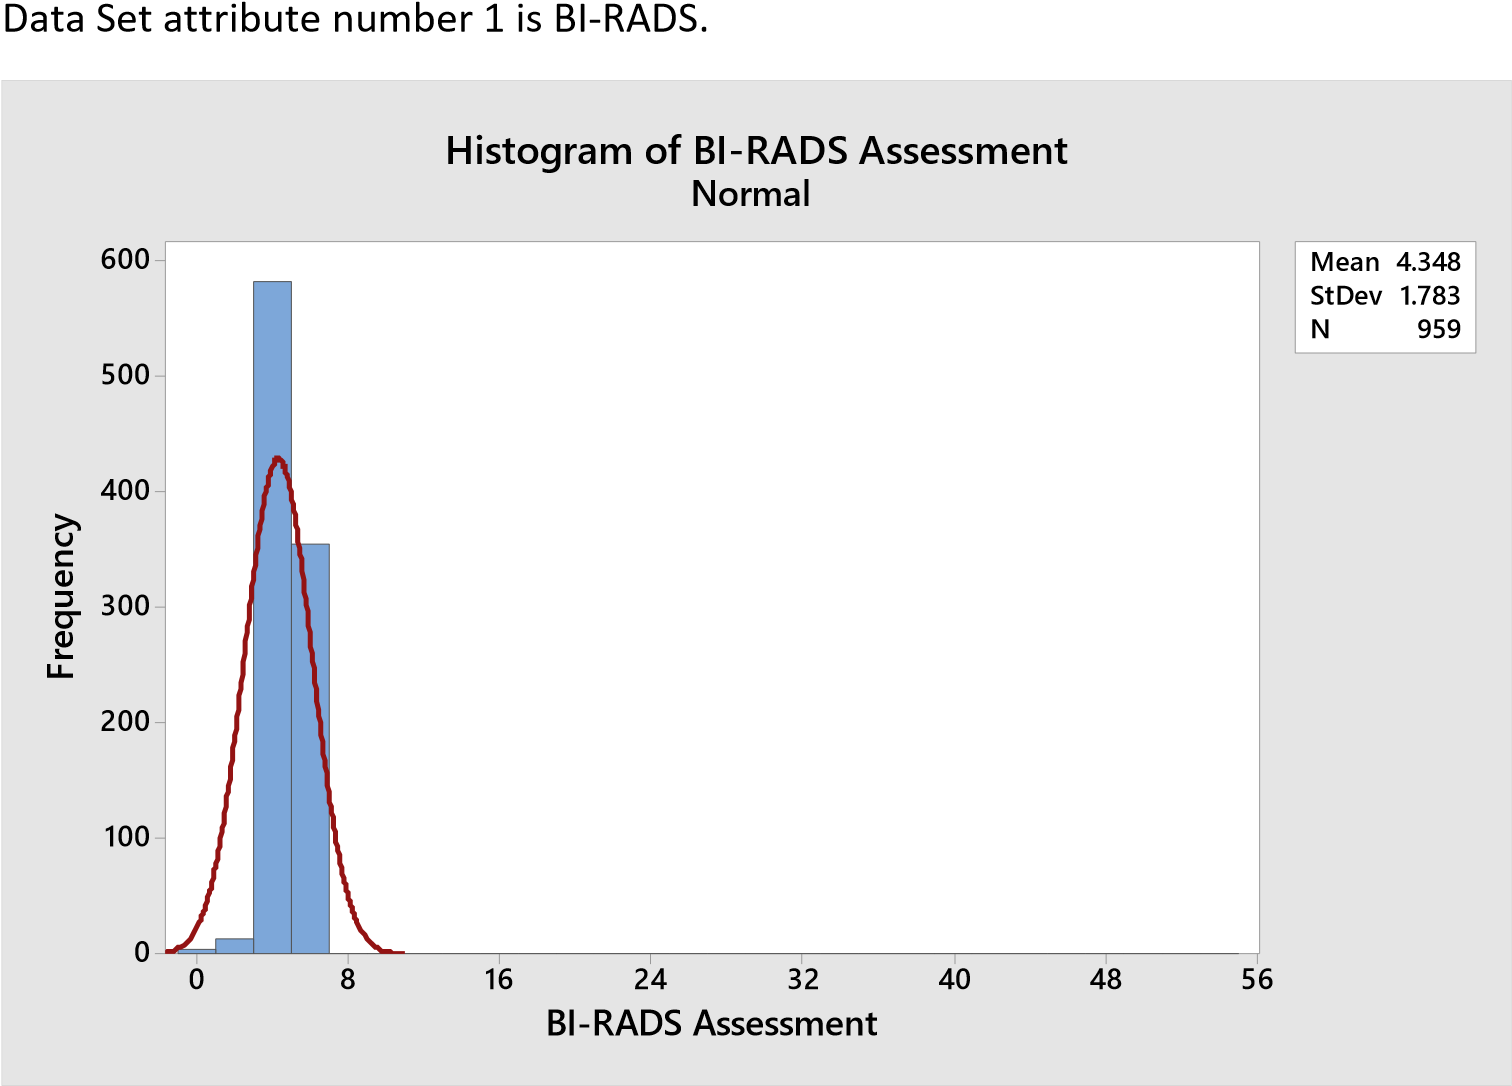 Data Set attribute number 1 is BI-RADS.
Histogram of BI-RADS Assessment
Normal
Mean 4.348
StDev 1.783
N 959
600
500
400
300
200
100
0
Frequency
0 8 16 24 32 40 48 56
BI-RADS Assessment